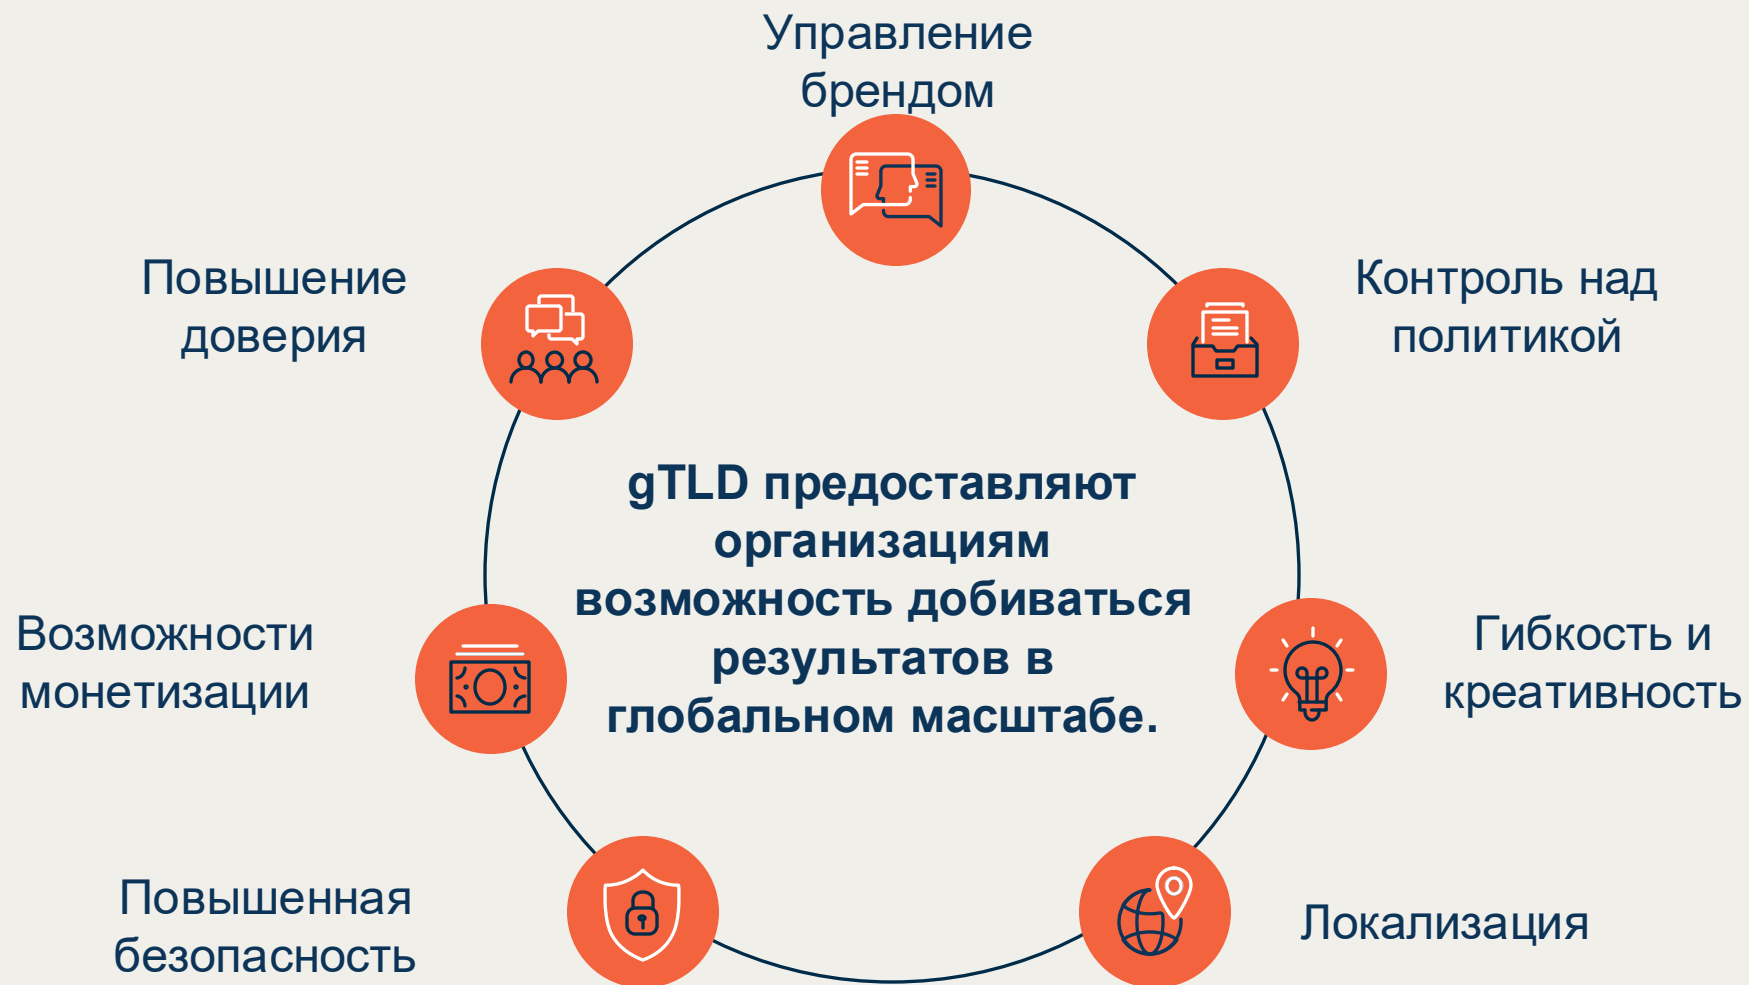 Управление
брендом
Повышение
доверия
Контроль над
политикой
gTLD предоставляют
организациям
возможность добиваться
результатов в
глобальном масштабе.
Возможности
монетизации
Гибкость и
креативность
Повышенная
безопасность
Локализация